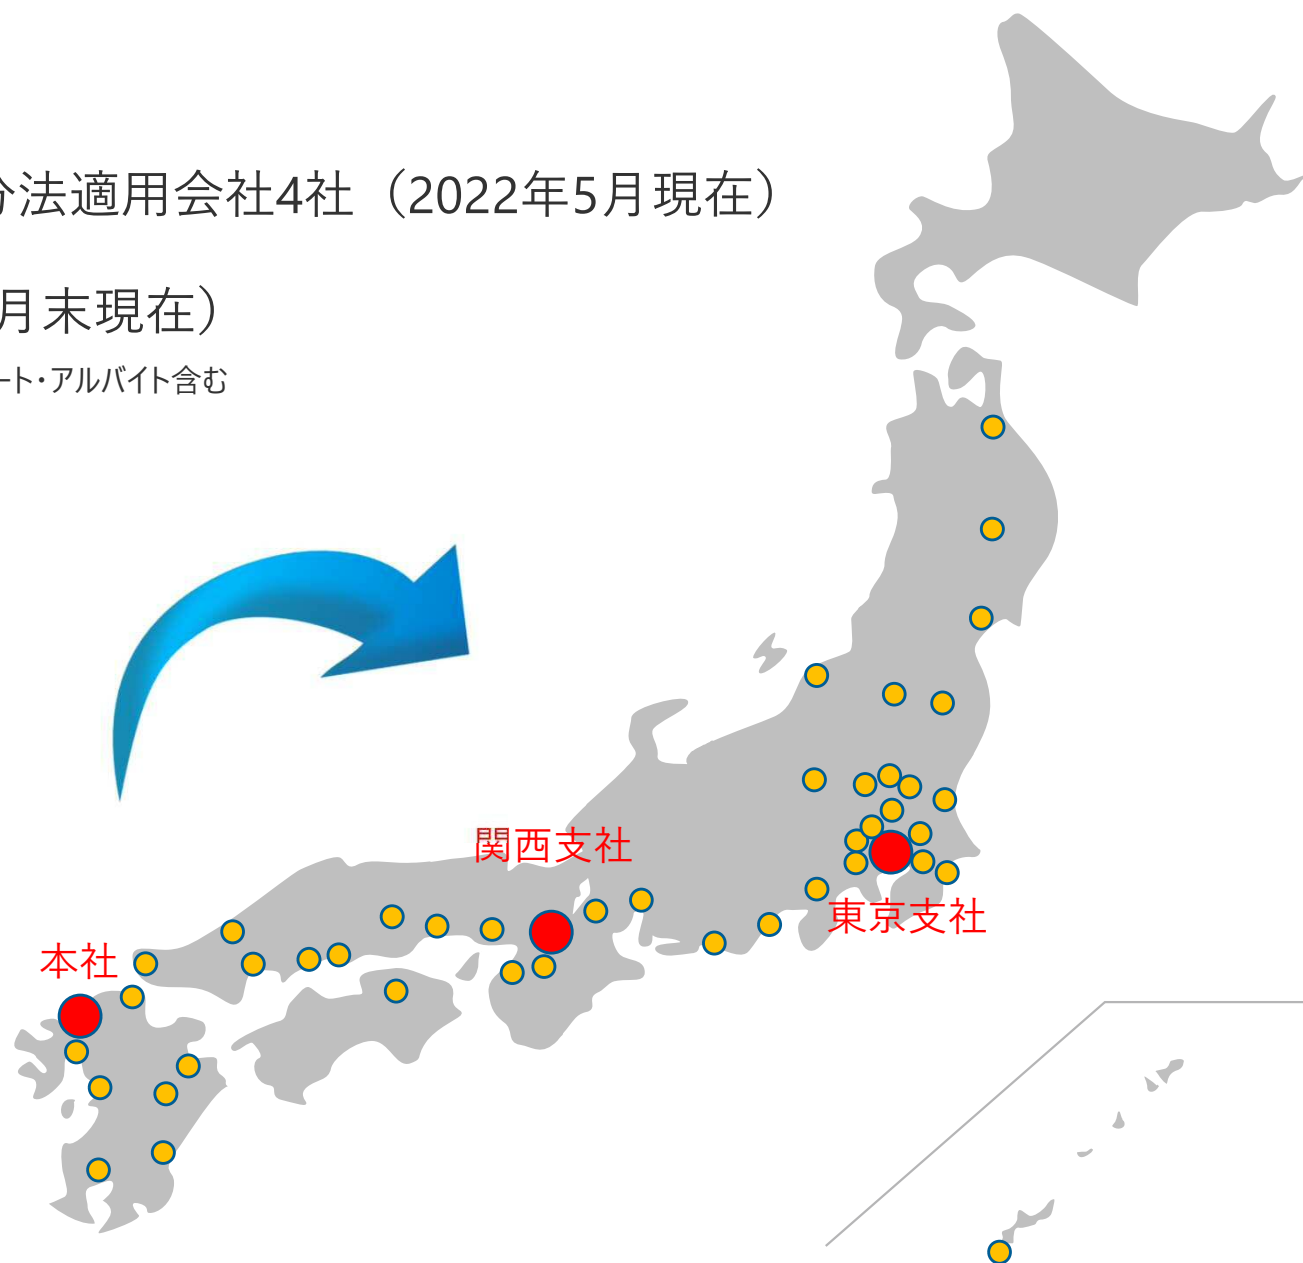 分法適用会社4社（2022年5月現在）
月末現在）
ート・アルバイト含む
関西支社
東京支社
本社